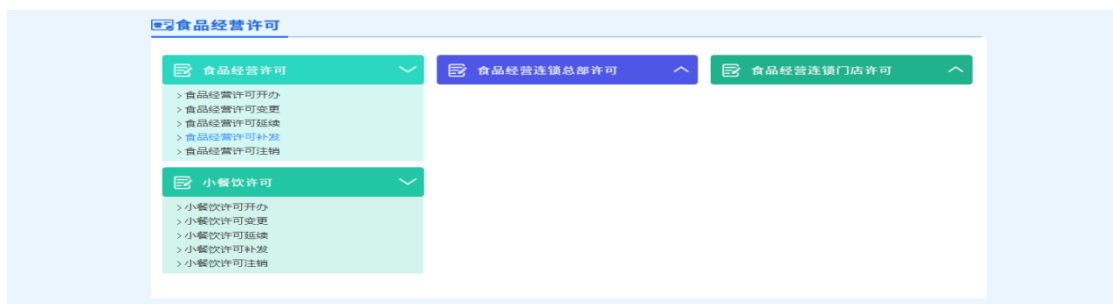 食品经营许可
食品经营许可
> 食品经营许可开办
> 食品经营许可变更
> 食品经营许可延续
> 食品经营许可补发
> 食品经营许可注销
小餐饮许可
> 小餐饮许可开办
> 小餐饮许可变更
> 小餐饮许可延续
> 小餐饮许可补发
> 小餐饮许可注销
食品经营连锁总部许可
食品经营连锁门店许可